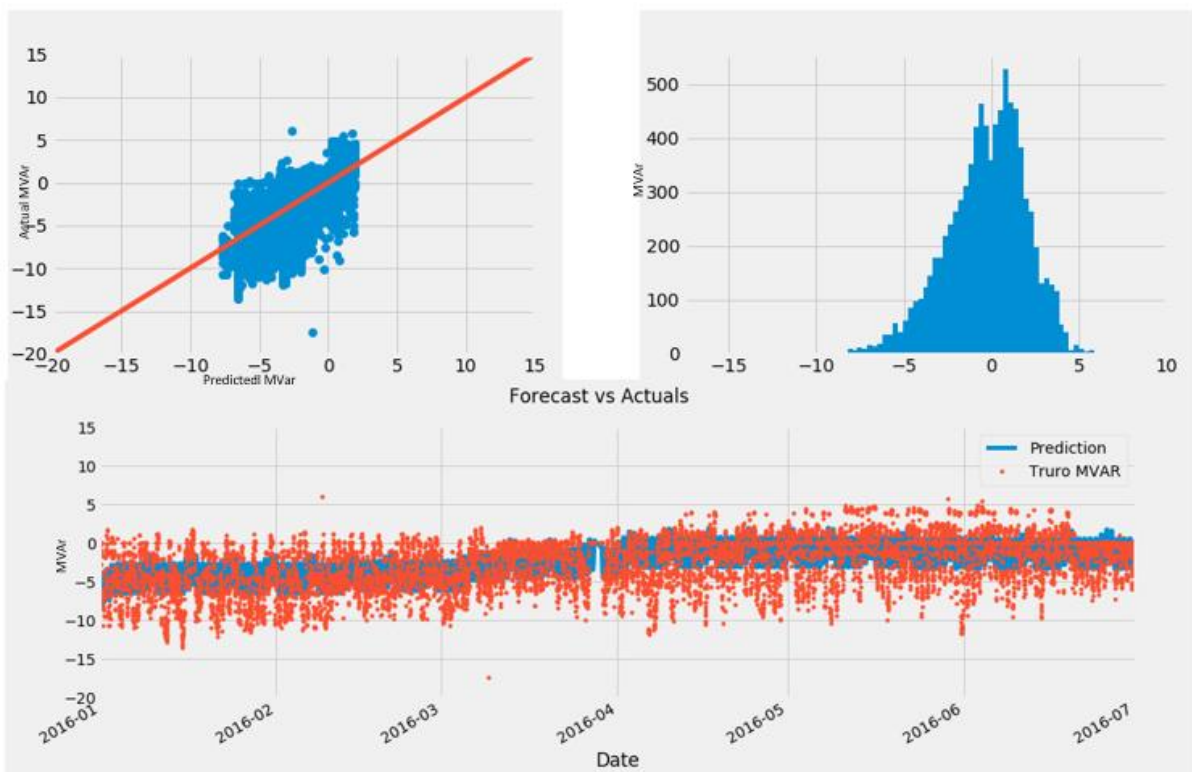 15
10
5
0
−5
−10
−15
−20
Actual MVAr
−20 −15 −10 −5 0 5 10 15
Predictedl MVar
500
400
300
200
100
0
MVAr
−15 −10 −5 0 5 10
Forecast vs Actuals
15
10
5
0
−5
−10
−15
−20
MVAr
Prediction
Truro MVAR
2016-01 2016-02 2016-03 2016-04 2016-05 2016-06 2016-07
Date